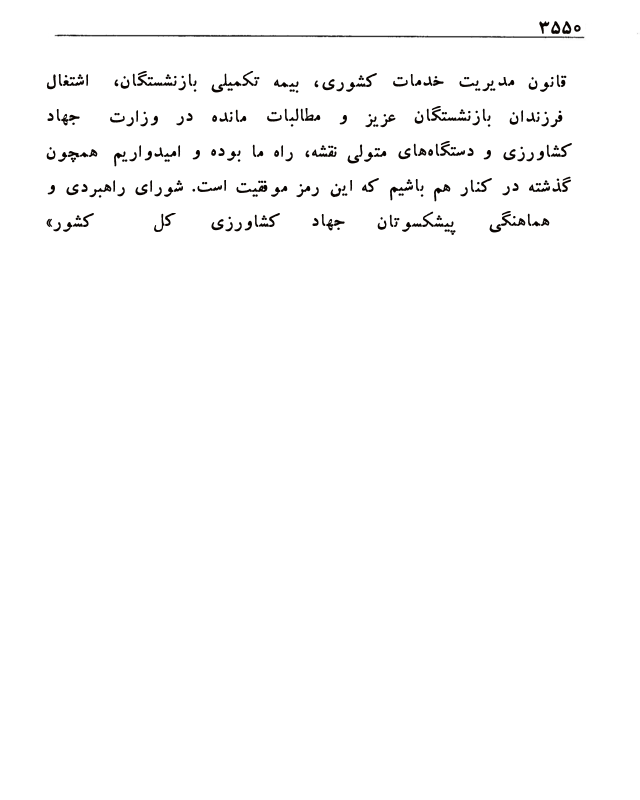 ۳۵۵۰
قانون مدیریت خدمات کشوری، بیمه تکمیلی بازنشستگان، اشتغال
فرزندان بازنشستگان عزیز و مطالبات مانده در وزارت جهاد
کشاورزی و دستگاه‌های متولی نقشه، راه ما بوده و امیدواریم همچون
گذشته در کنار هم باشیم که این رمز موفقیت است. شورای راهبردی و
هماهنگی پیشکسوتان جهاد کشاورزی کل کشور»